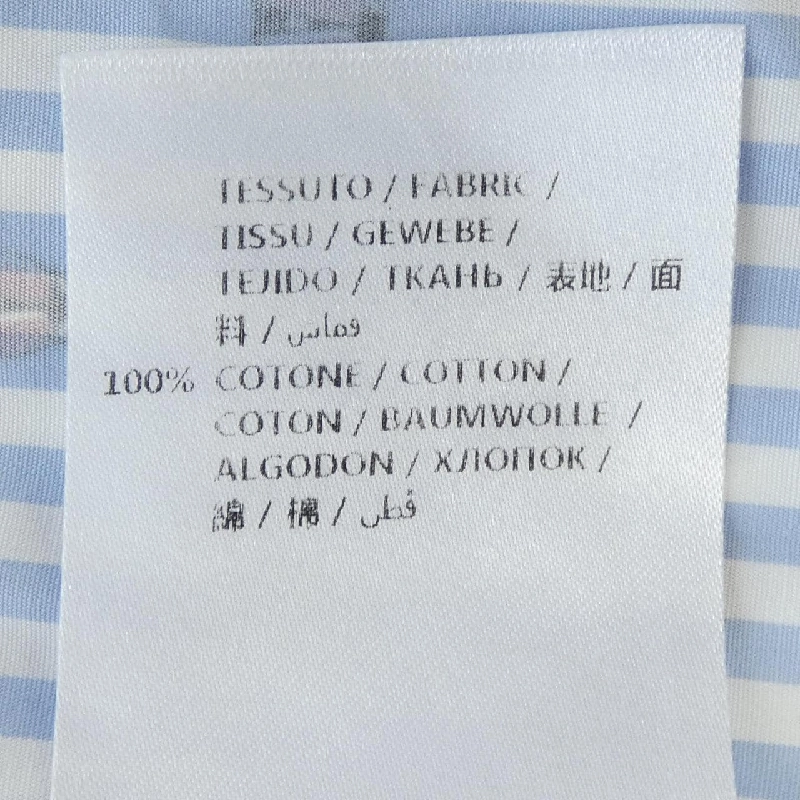 TESSUTO / FABRIC /
TISSU / GEWEBE /
TEJIDO / ТКАНЬ / 表地 / 面
料 / قماس
100% COTONE / COTTON /
COTON / BAUMWOLLE /
ALGODON / ХЛОПОК /
綿 / 棉 / قطن